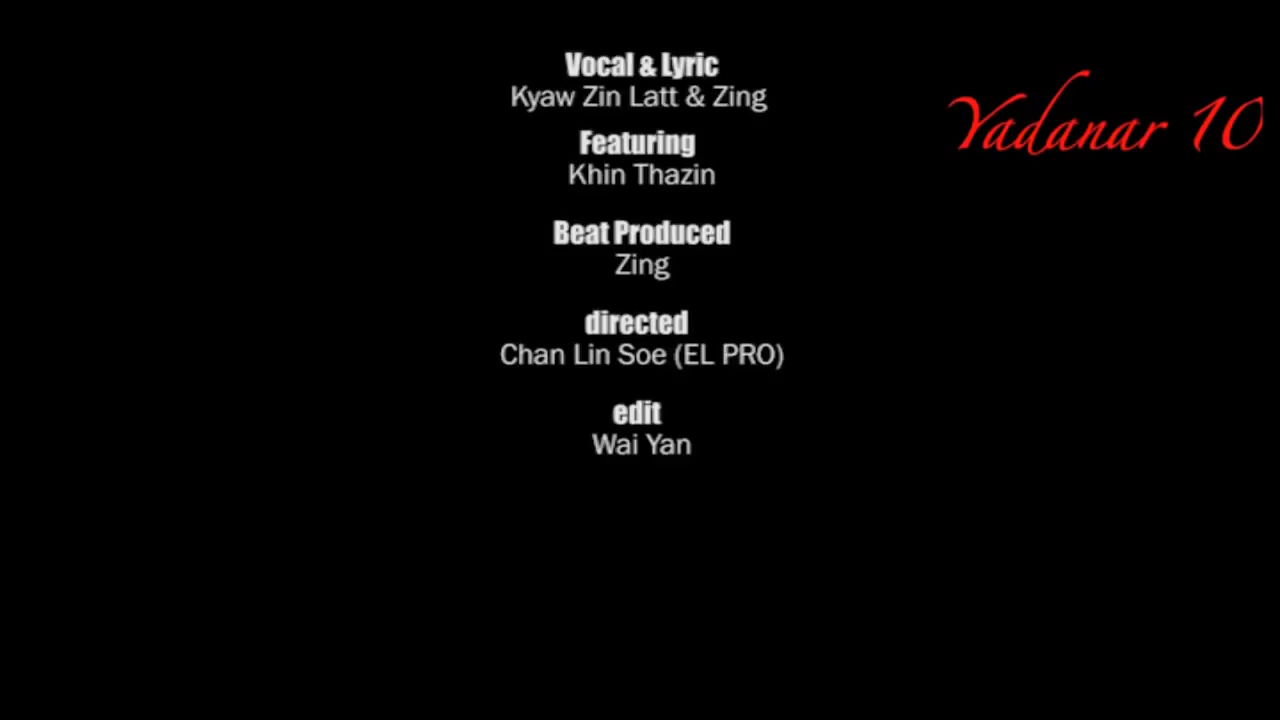 Vocal & Lyric
Kyaw Zin Latt & Zing
Featuring
Khin Thazin
Beat Produced
Zing
directed
Chan Lin Soe (EL PRO)
edit
Wai Yan
Yadanar 10